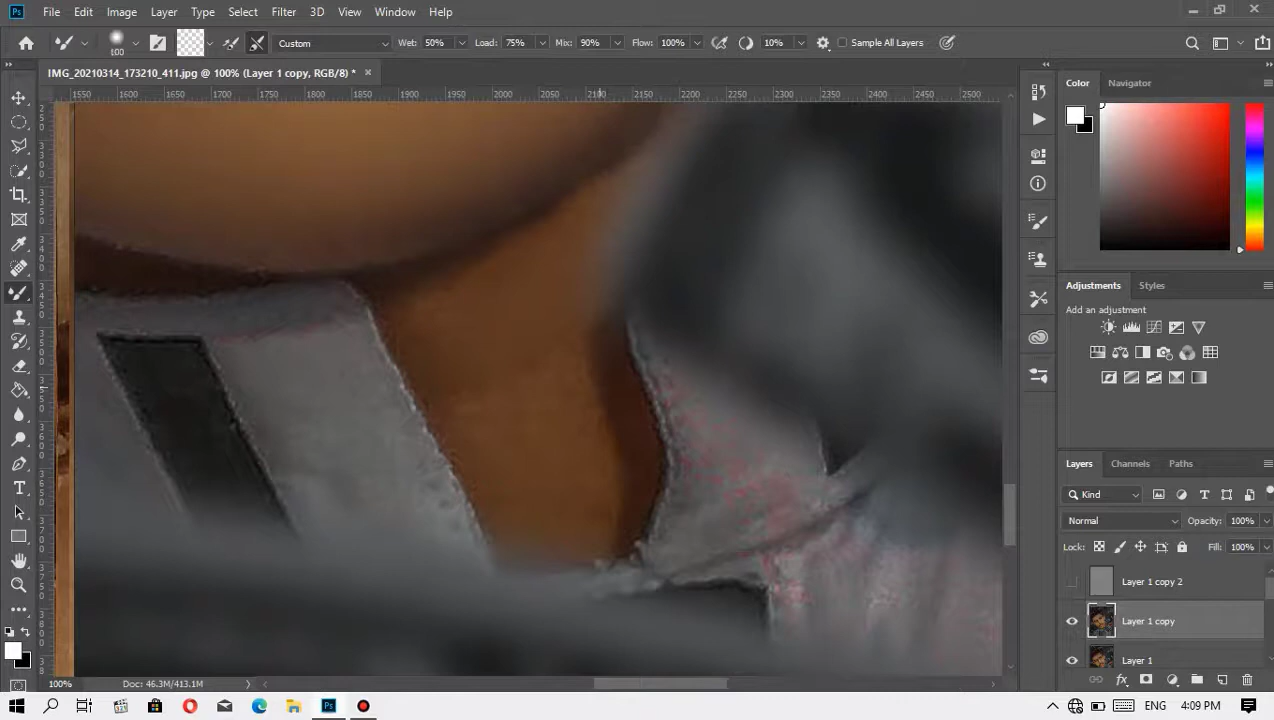 Ps File Edit Image Layer Type Select Filter 3D View Window Help
100 Custom Wet: 50% Load: 75% Mix: 90% Flow: 100% 10% Sample All Layers
IMG_20210314_173210_411.jpg @ 100% (Layer 1 copy, RGB/8) * ×
1550 1600 1650 1700 1750 1800 1850 1900 1950 2000 2050 2100 2150 2200 2250 2300 2350 2400 2450 2500
Color Navigator
Adjustments Styles
Add an adjustment
Layers Channels Paths
Kind
Normal Opacity: 100%
Lock: Fill: 100%
Layer 1 copy 2
Layer 1 copy
Layer 1
100% Doc: 46.3M/413.1M
Ps ENG 4:09 PM